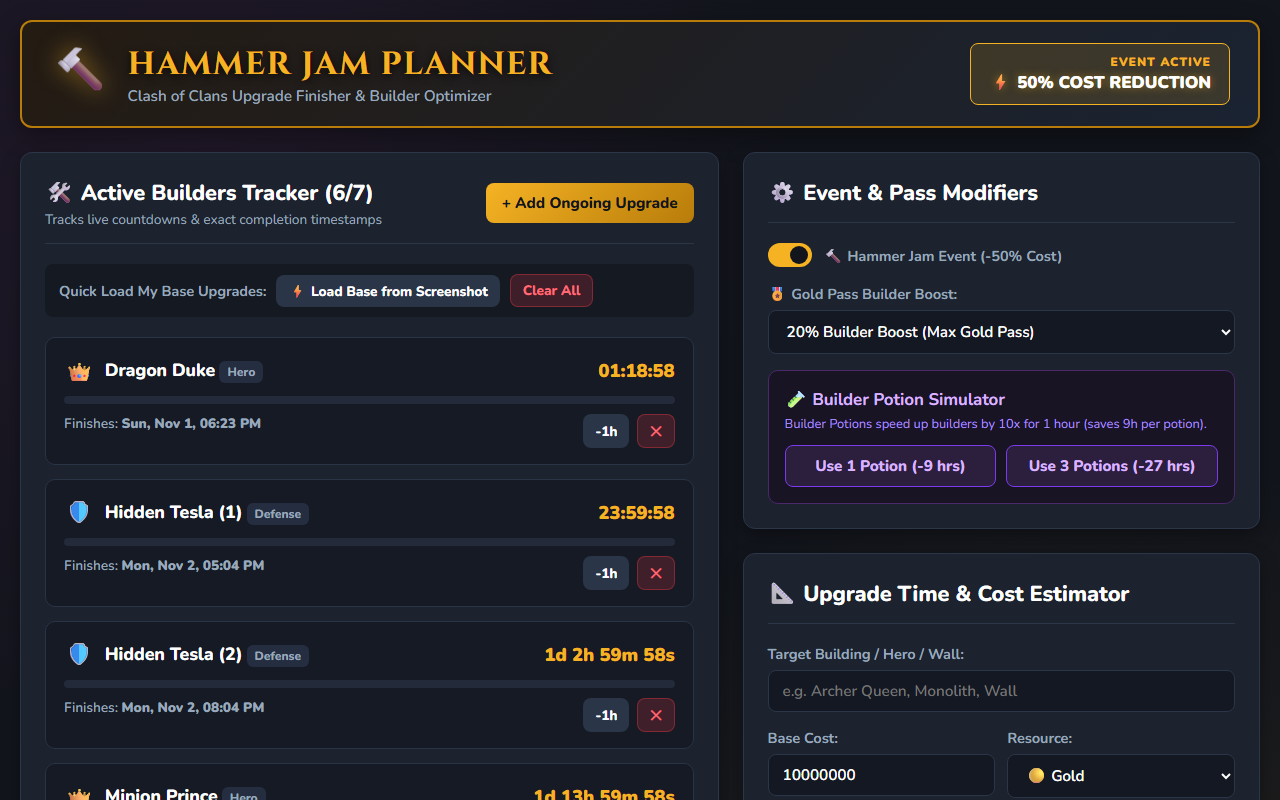 HAMMER JAM PLANNER
Clash of Clans Upgrade Finisher & Builder Optimizer
EVENT ACTIVE
50% COST REDUCTION
Active Builders Tracker (6/7)
Tracks live countdowns & exact completion timestamps
+ Add Ongoing Upgrade
Quick Load My Base Upgrades:
Load Base from Screenshot
Clear All
Dragon Duke
Hero
01:18:58
Finishes: Sun, Nov 1, 06:23 PM
-1h
Hidden Tesla (1)
Defense
23:59:58
Finishes: Mon, Nov 2, 05:04 PM
-1h
Hidden Tesla (2)
Defense
1d 2h 59m 58s
Finishes: Mon, Nov 2, 08:04 PM
-1h
Minion Prince
Hero
1d 13h 59m 58s
Event & Pass Modifiers
Hammer Jam Event (-50% Cost)
Gold Pass Builder Boost:
20% Builder Boost (Max Gold Pass)
Builder Potion Simulator
Builder Potions speed up builders by 10x for 1 hour (saves 9h per potion).
Use 1 Potion (-9 hrs)
Use 3 Potions (-27 hrs)
Upgrade Time & Cost Estimator
Target Building / Hero / Wall:
e.g. Archer Queen, Monolith, Wall
Base Cost:
Resource:
10000000
Gold